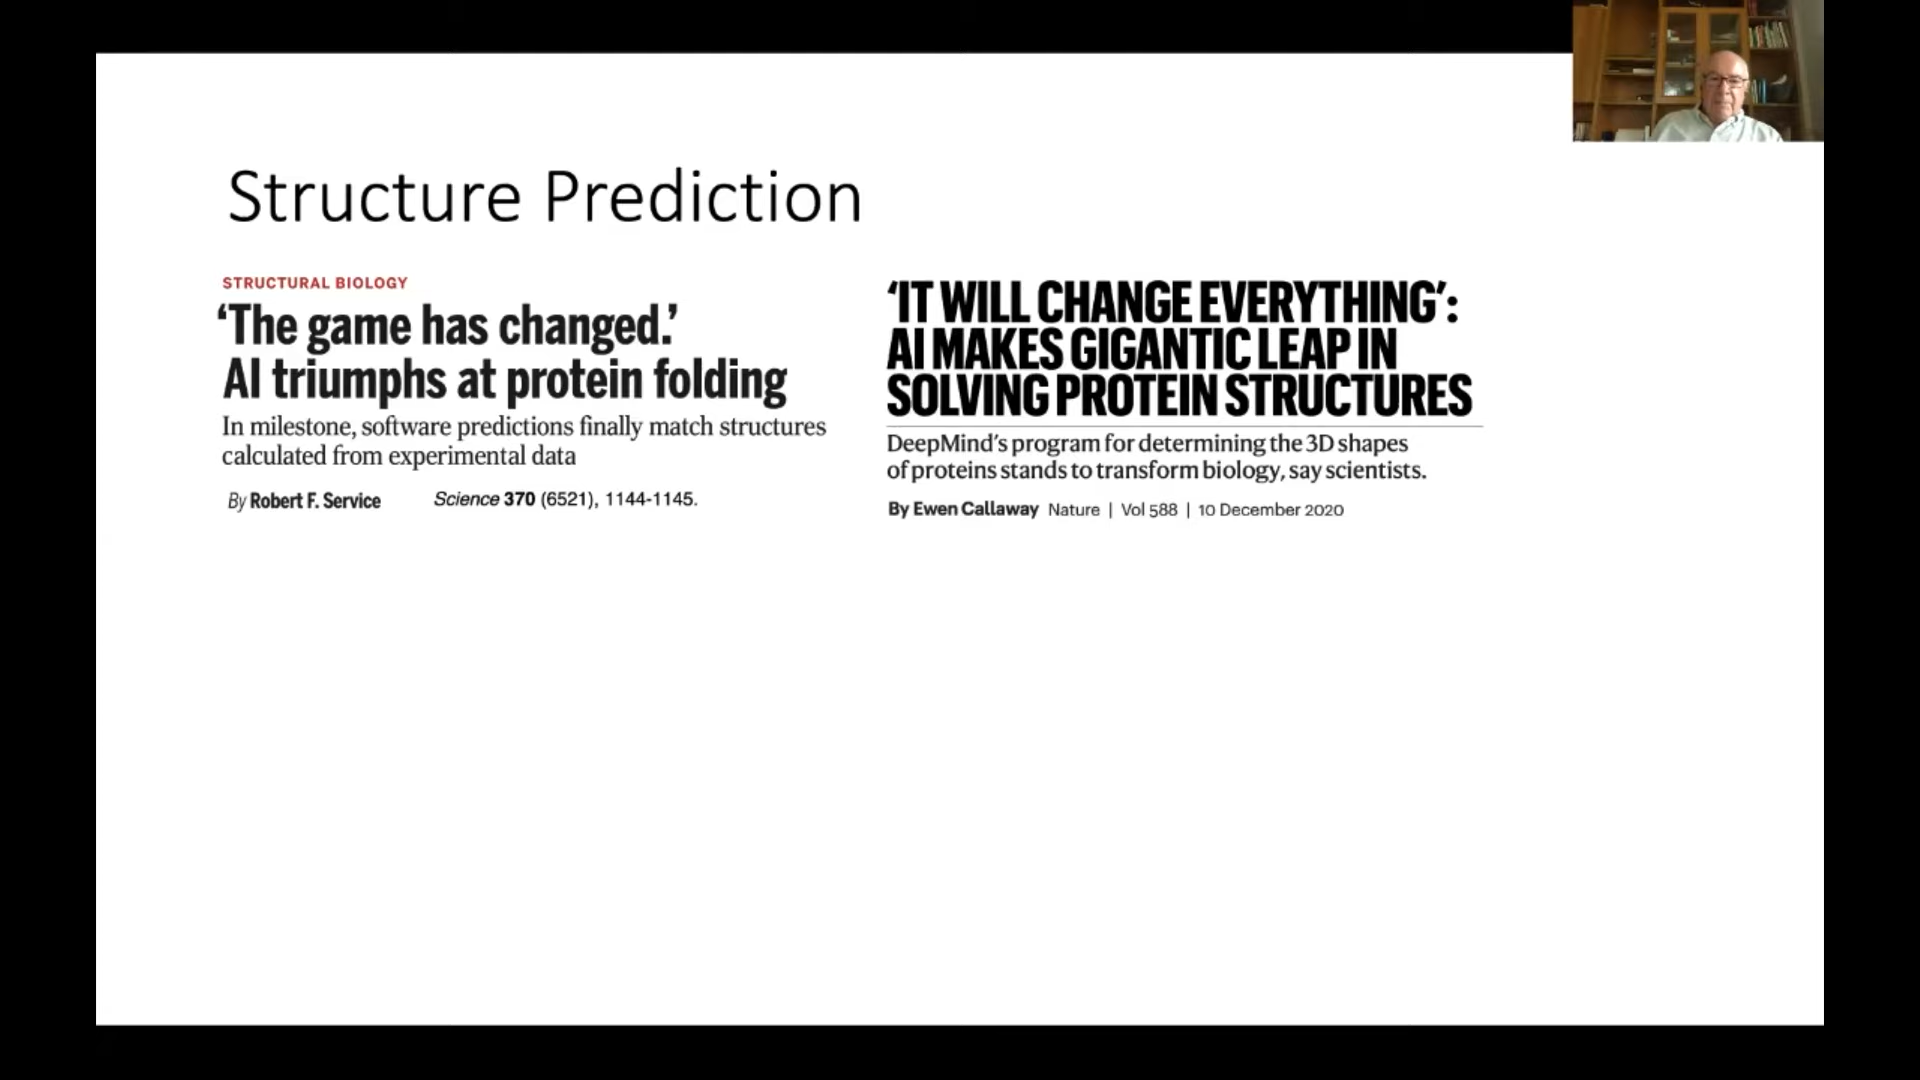 Structure Prediction
STRUCTURAL BIOLOGY
‘The game has changed.’
AI triumphs at protein folding
In milestone, software predictions finally match structures
calculated from experimental data
By Robert F. Service Science 370 (6521), 1144-1145.
‘IT WILL CHANGE EVERYTHING’:
AI MAKES GIGANTIC LEAP IN
SOLVING PROTEIN STRUCTURES
DeepMind’s program for determining the 3D shapes
of proteins stands to transform biology, say scientists.
By Ewen Callaway Nature | Vol 588 | 10 December 2020